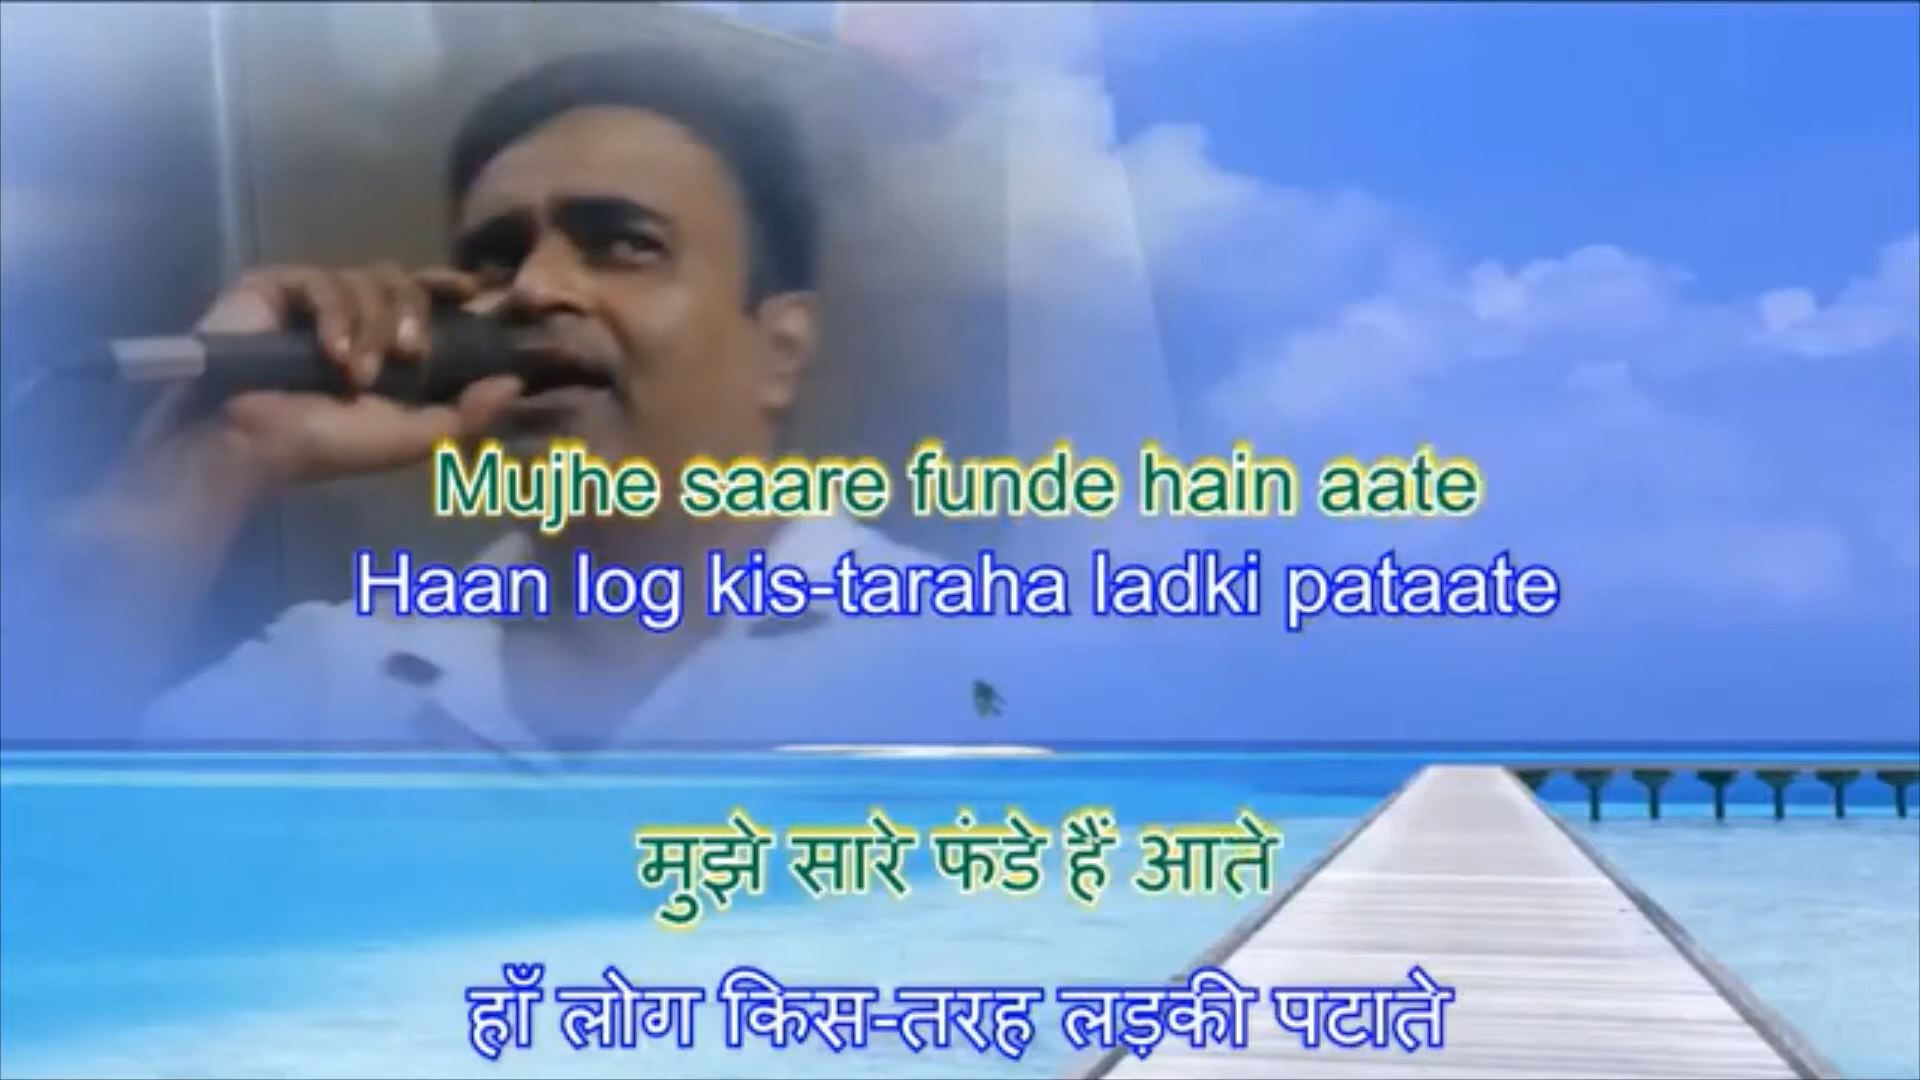 Mujhe saare funde hain aate
Haan log kis-taraha ladki pataate
मुझे सारे फंडे हैं आते
हाँ लोग किस-तरह लड़की पटाते